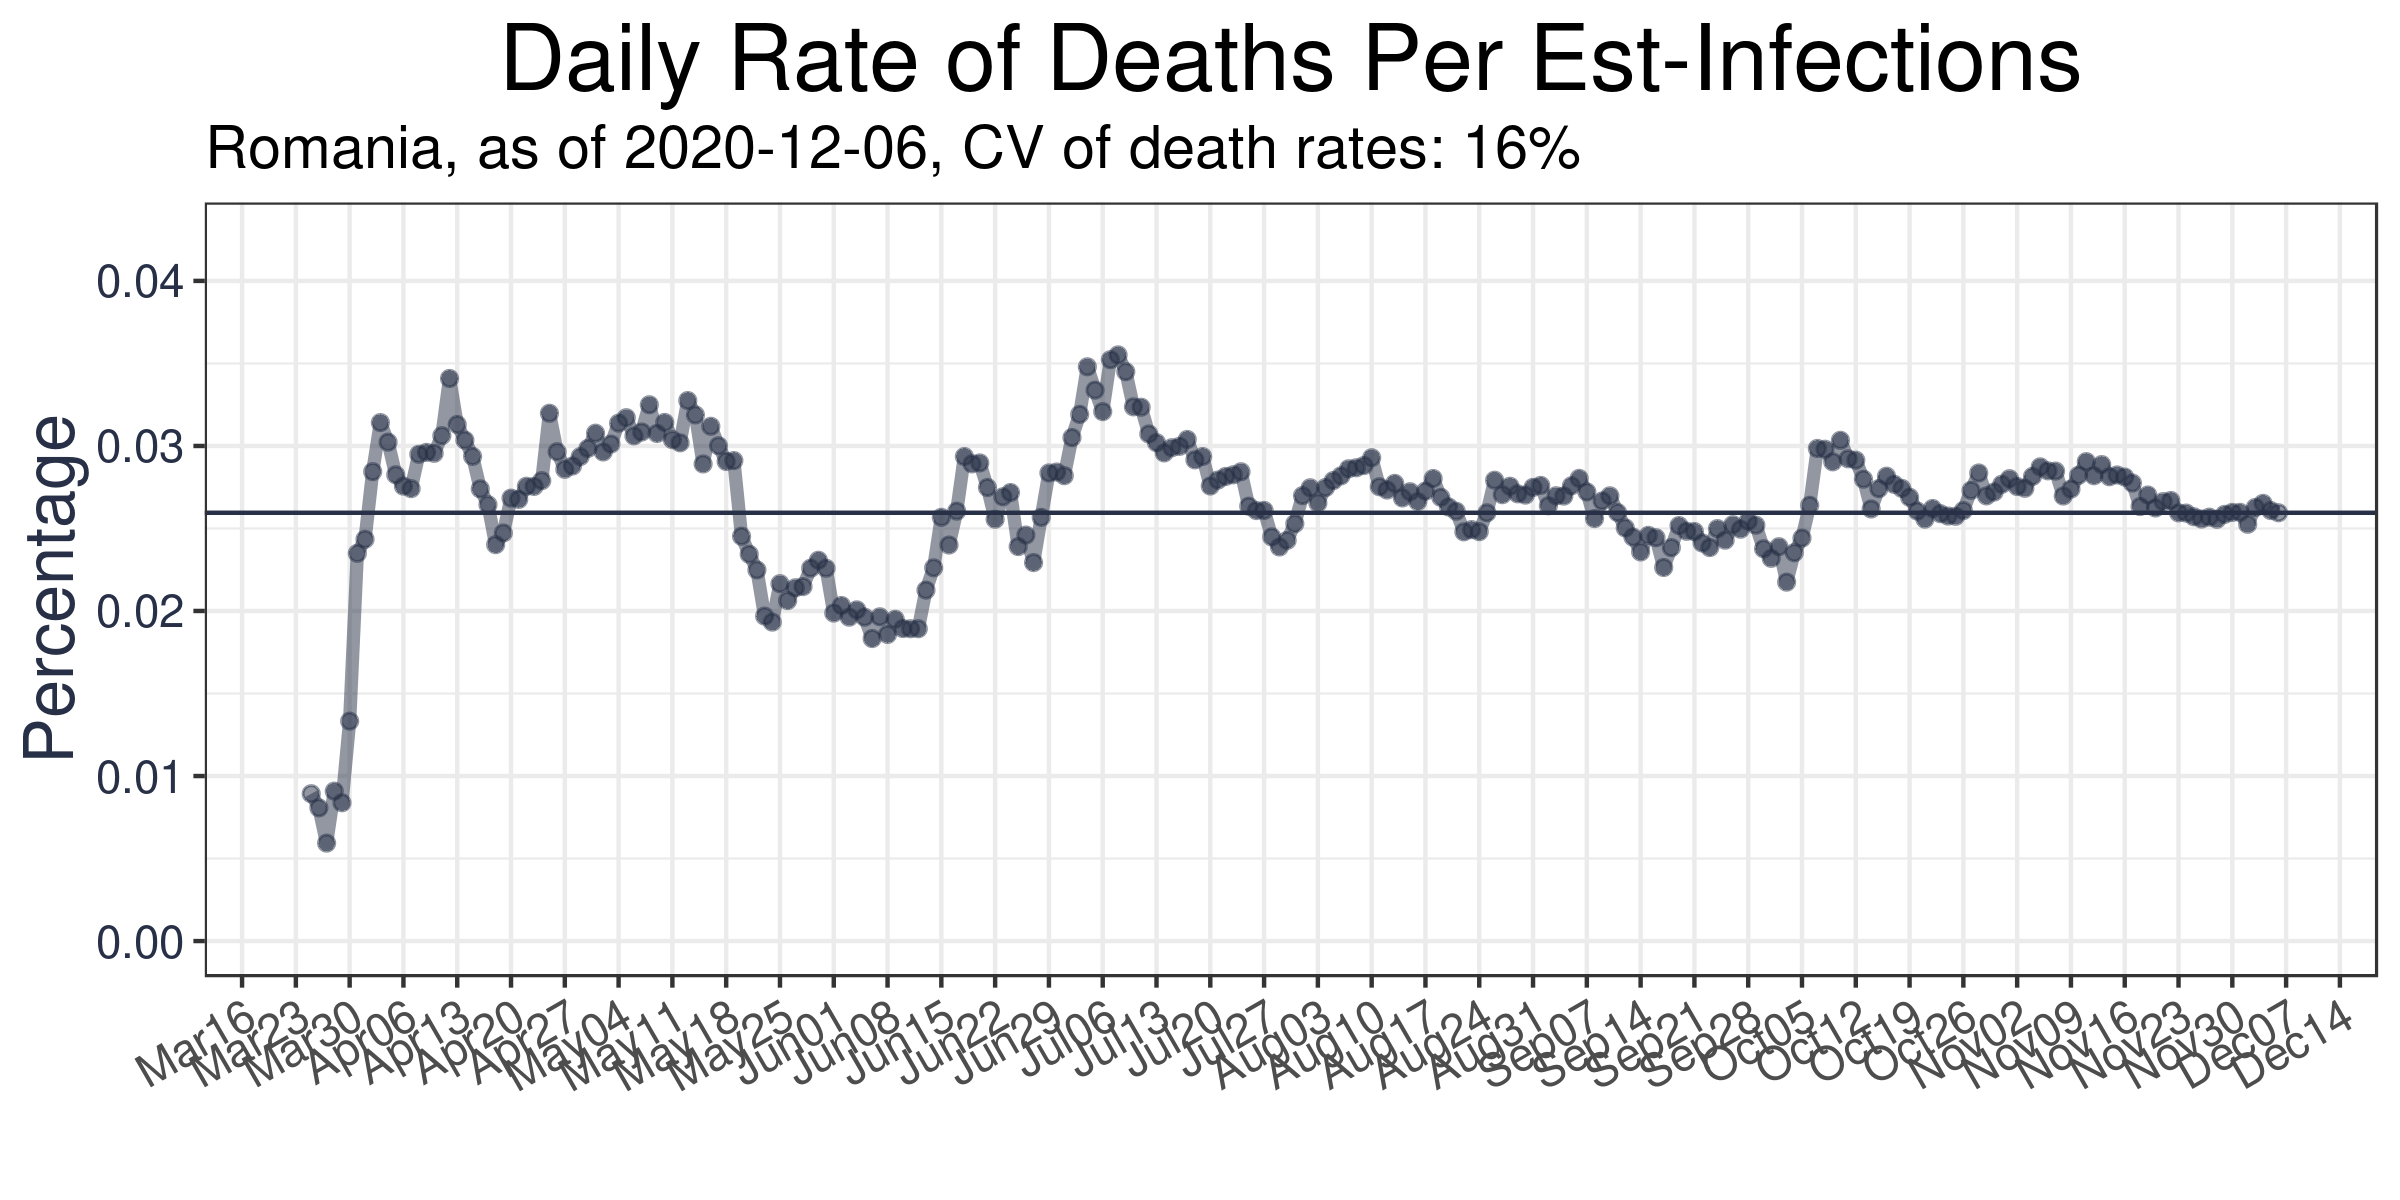 Daily Rate of Deaths Per Est-Infections
Romania, as of 2020-12-06, CV of death rates: 16%
Percentage
0.04
0.03
0.02
0.01
0.00
Mar16
Mar23
Mar30
Apr06
Apr13
Apr20
Apr27
May04
May11
May18
May25
Jun01
Jun08
Jun15
Jun22
Jun29
Jul06
Jul13
Jul20
Jul27
Aug03
Aug10
Aug17
Aug24
Aug31
Sep07
Sep14
Sep21
Sep28
Oct05
Oct12
Oct19
Oct26
Nov02
Nov09
Nov16
Nov23
Nov30
Dec07
Dec14